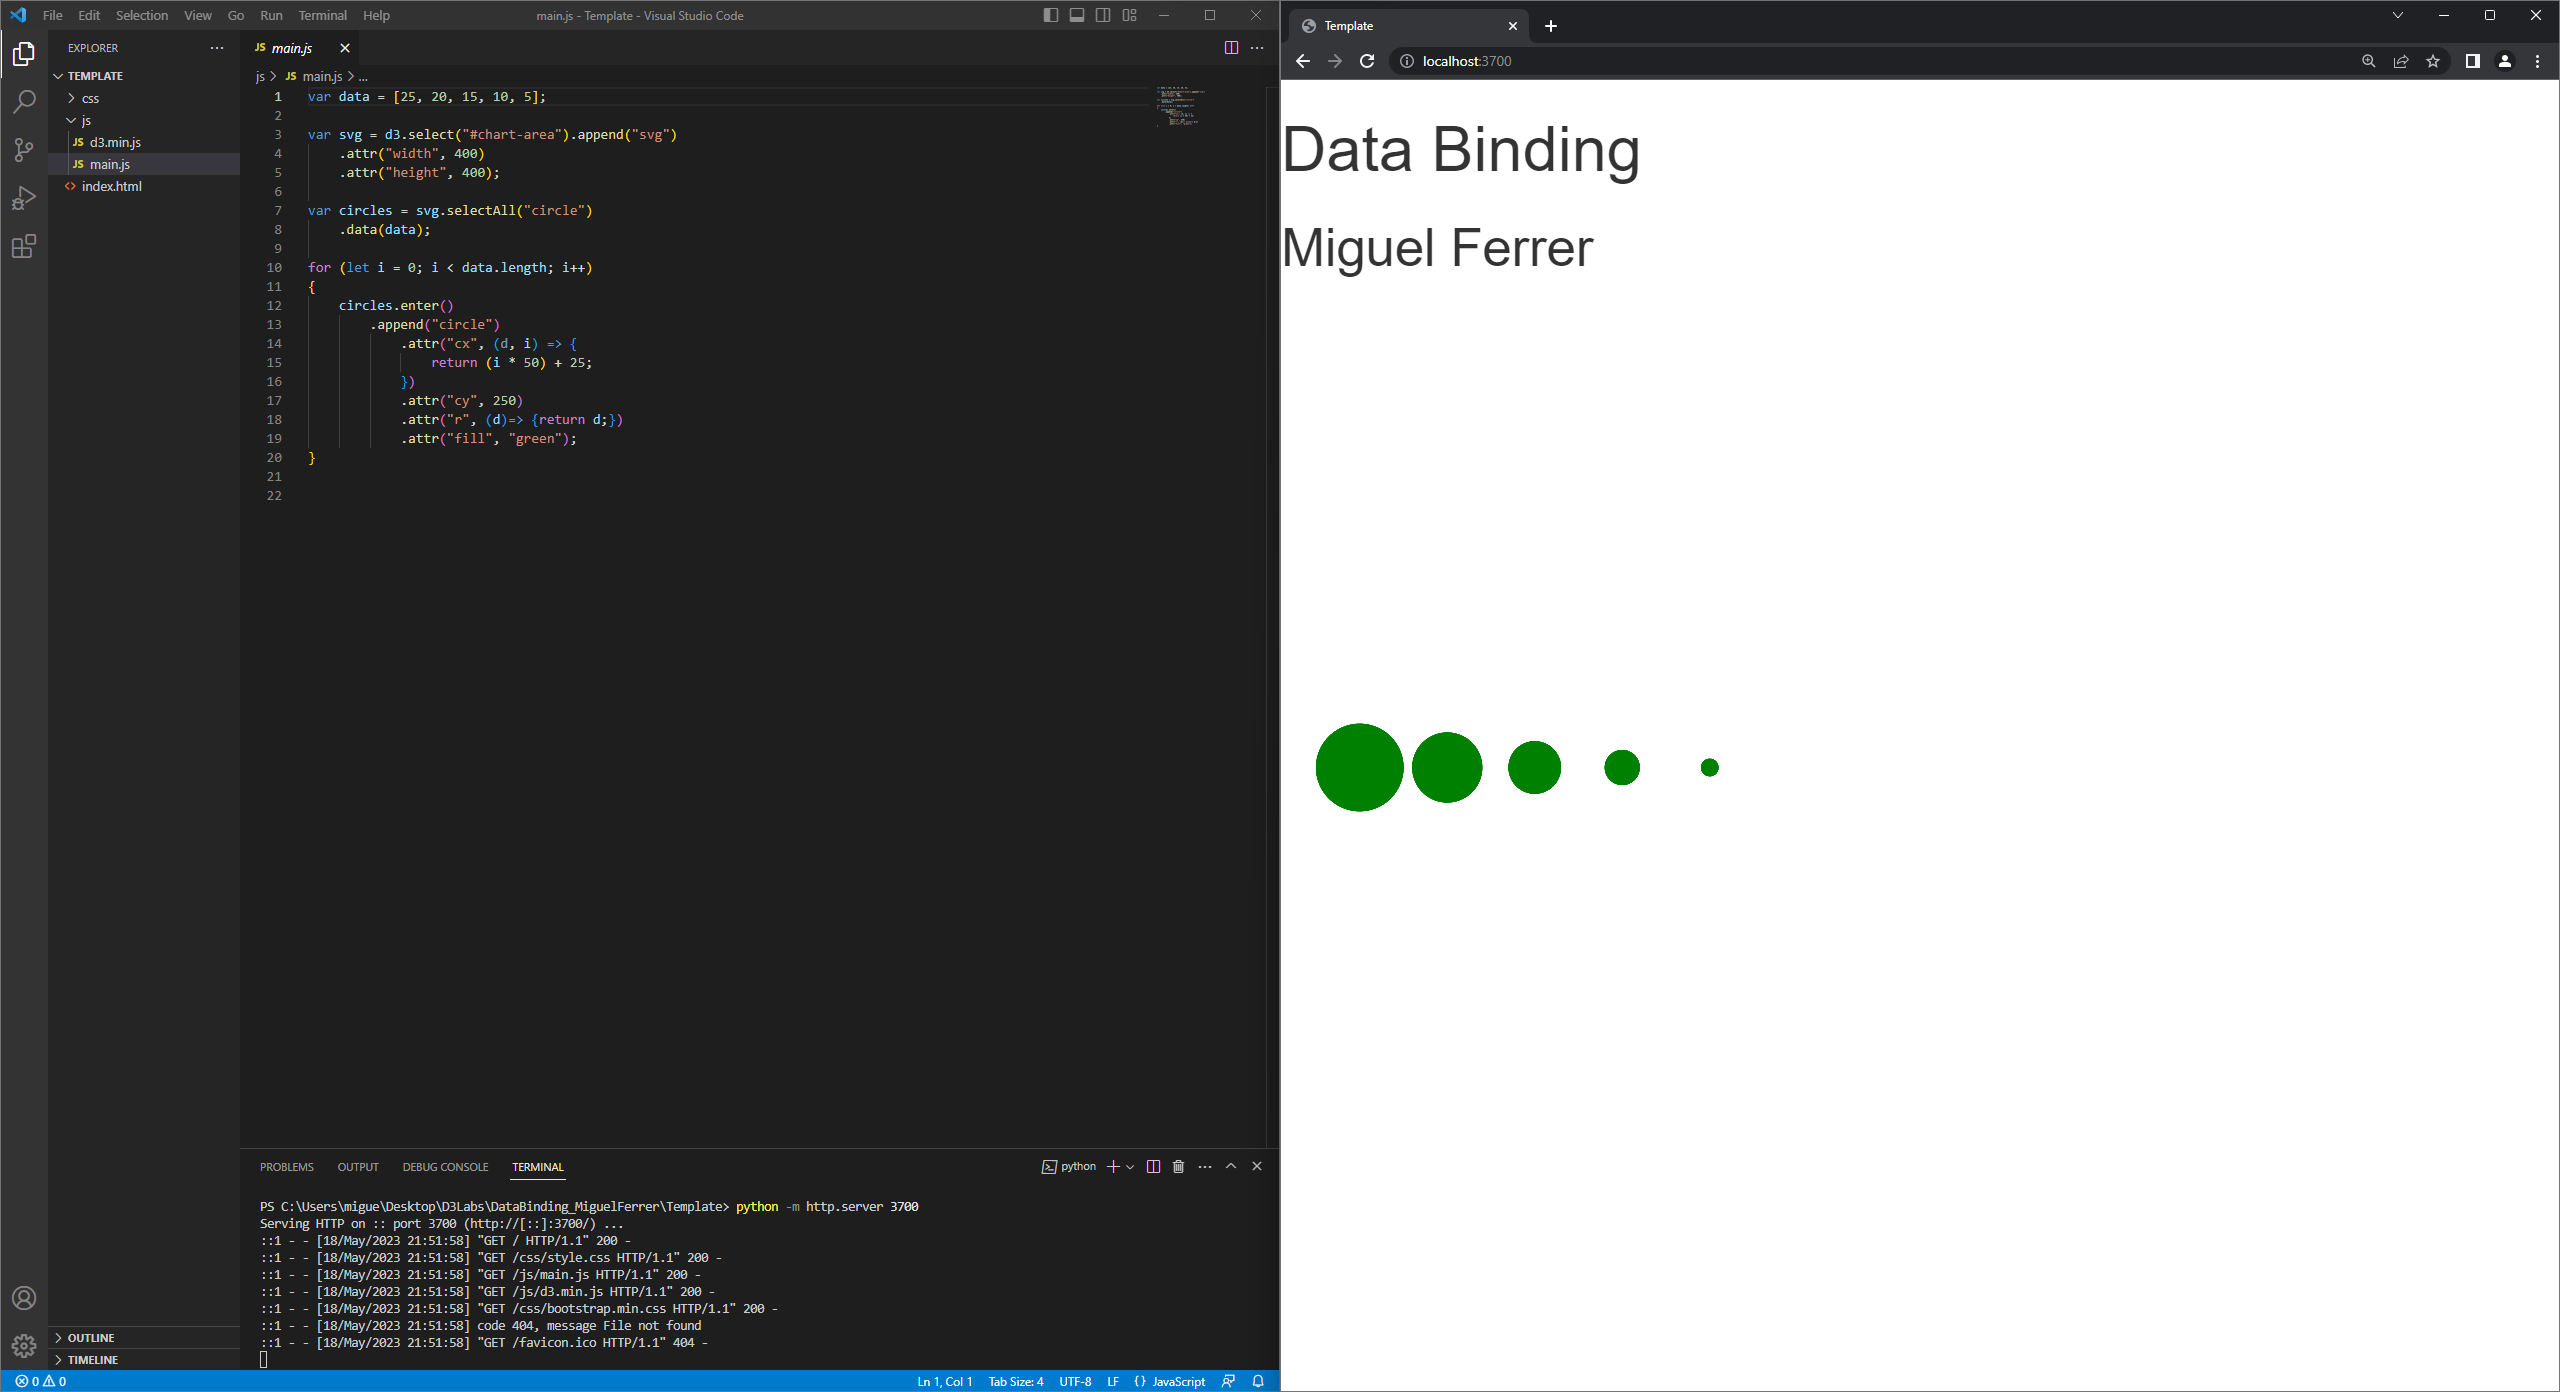 File Edit Selection View Go Run Terminal Help
main.js - Template - Visual Studio Code
EXPLORER
TEMPLATE
css
js
JS d3.min.js
JS main.js
index.html
OUTLINE
TIMELINE
JS main.js
js > JS main.js > ...
1 var data = [25, 20, 15, 10, 5];
2
3 var svg = d3.select("#chart-area").append("svg")
4 .attr("width", 400)
5 .attr("height", 400);
6
7 var circles = svg.selectAll("circle")
8 .data(data);
9
10 for (let i = 0; i < data.length; i++)
11 {
12 circles.enter()
13 .append("circle")
14 .attr("cx", (d, i) => {
15 return (i * 50) + 25;
16 })
17 .attr("cy", 250)
18 .attr("r", (d)=> {return d;})
19 .attr("fill", "green");
20 }
21
22
PROBLEMS OUTPUT DEBUG CONSOLE TERMINAL
python
PS C:\Users\migue\Desktop\D3Labs\DataBinding_MiguelFerrer\Template> python -m http.server 3700
Serving HTTP on :: port 3700 (http://[::]:3700/) ...
::1 - - [18/May/2023 21:51:58] "GET / HTTP/1.1" 200 -
::1 - - [18/May/2023 21:51:58] "GET /css/style.css HTTP/1.1" 200 -
::1 - - [18/May/2023 21:51:58] "GET /js/main.js HTTP/1.1" 200 -
::1 - - [18/May/2023 21:51:58] "GET /js/d3.min.js HTTP/1.1" 200 -
::1 - - [18/May/2023 21:51:58] "GET /css/bootstrap.min.css HTTP/1.1" 200 -
::1 - - [18/May/2023 21:51:58] code 404, message File not found
::1 - - [18/May/2023 21:51:58] "GET /favicon.ico HTTP/1.1" 404 -
0 0
Ln 1, Col 1 Tab Size: 4 UTF-8 LF {} JavaScript
Template
localhost:3700
Data Binding
Miguel Ferrer